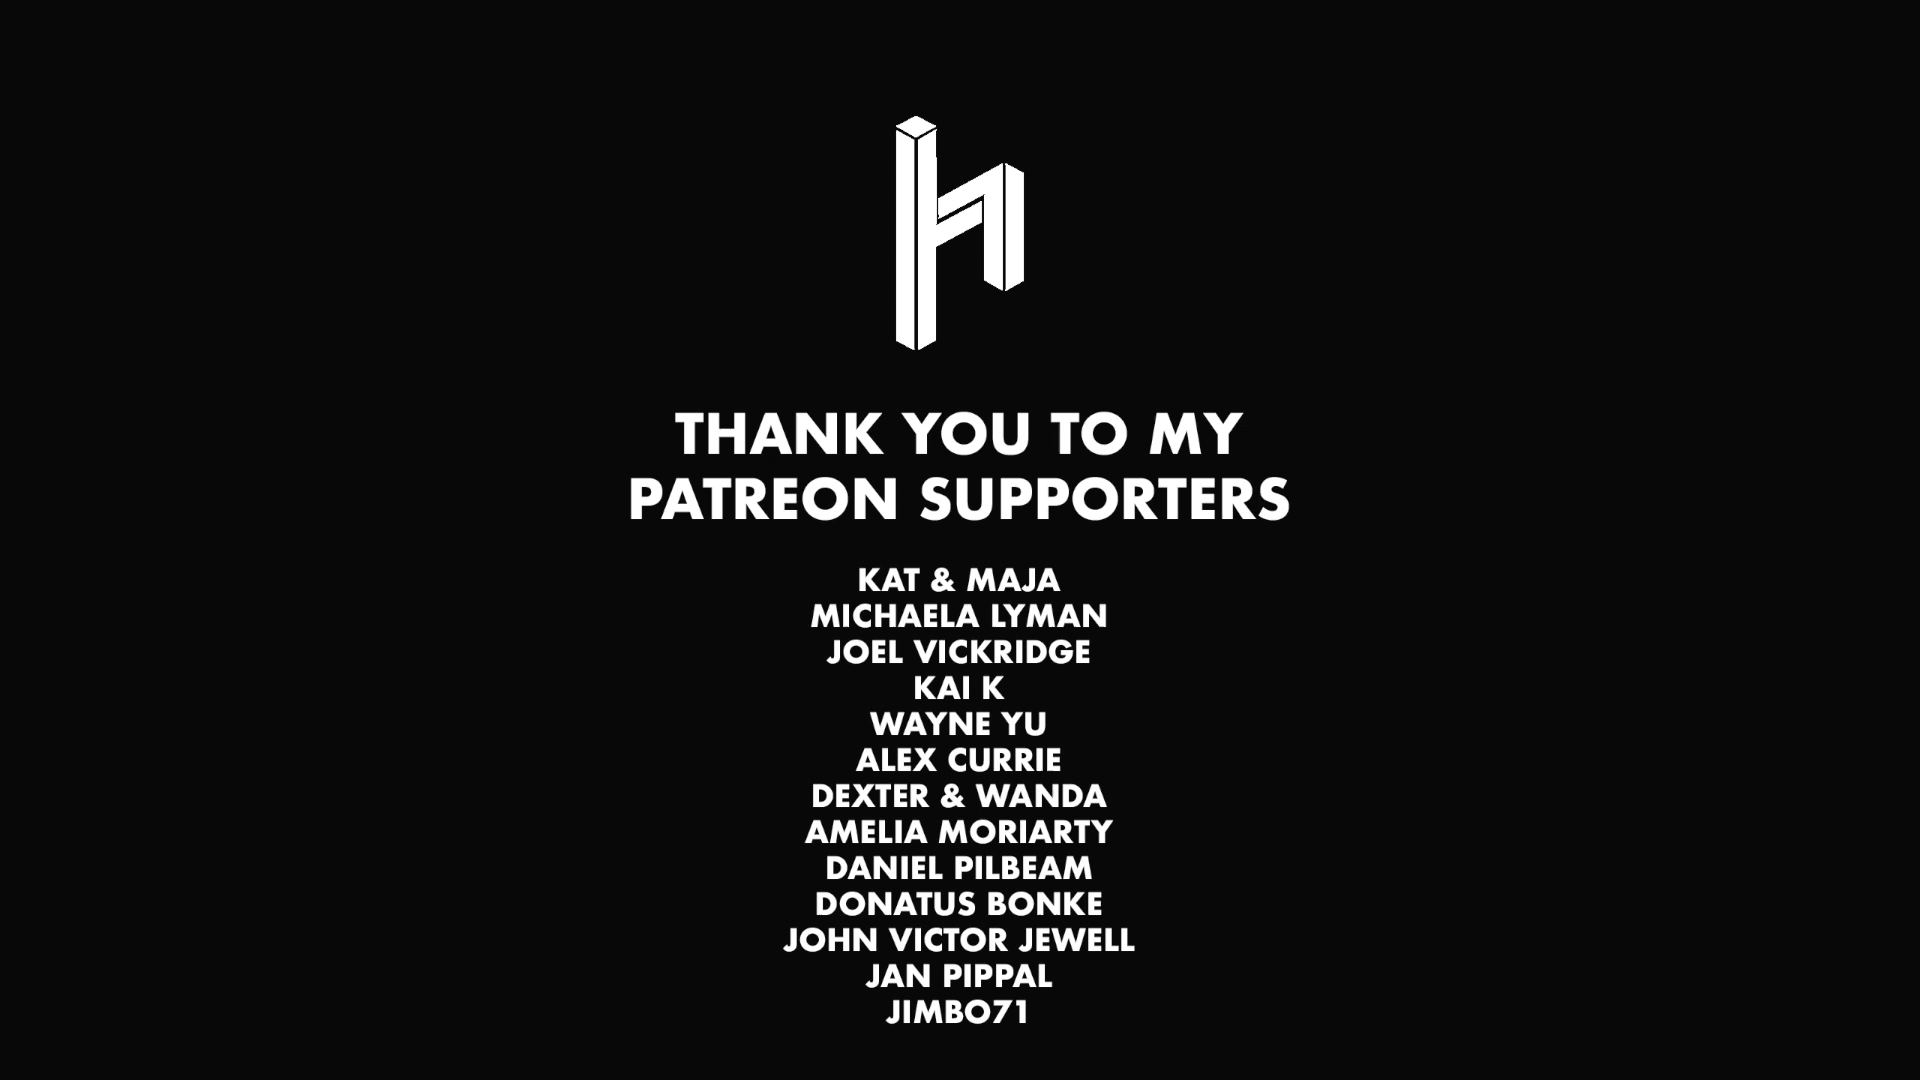 THANK YOU TO MY
PATREON SUPPORTERS
KAT & MAJA
MICHAELA LYMAN
JOEL VICKRIDGE
KAI K
WAYNE YU
ALEX CURRIE
DEXTER & WANDA
AMELIA MORIARTY
DANIEL PILBEAM
DONATUS BONKE
JOHN VICTOR JEWELL
JAN PIPPAL
JIMBO71